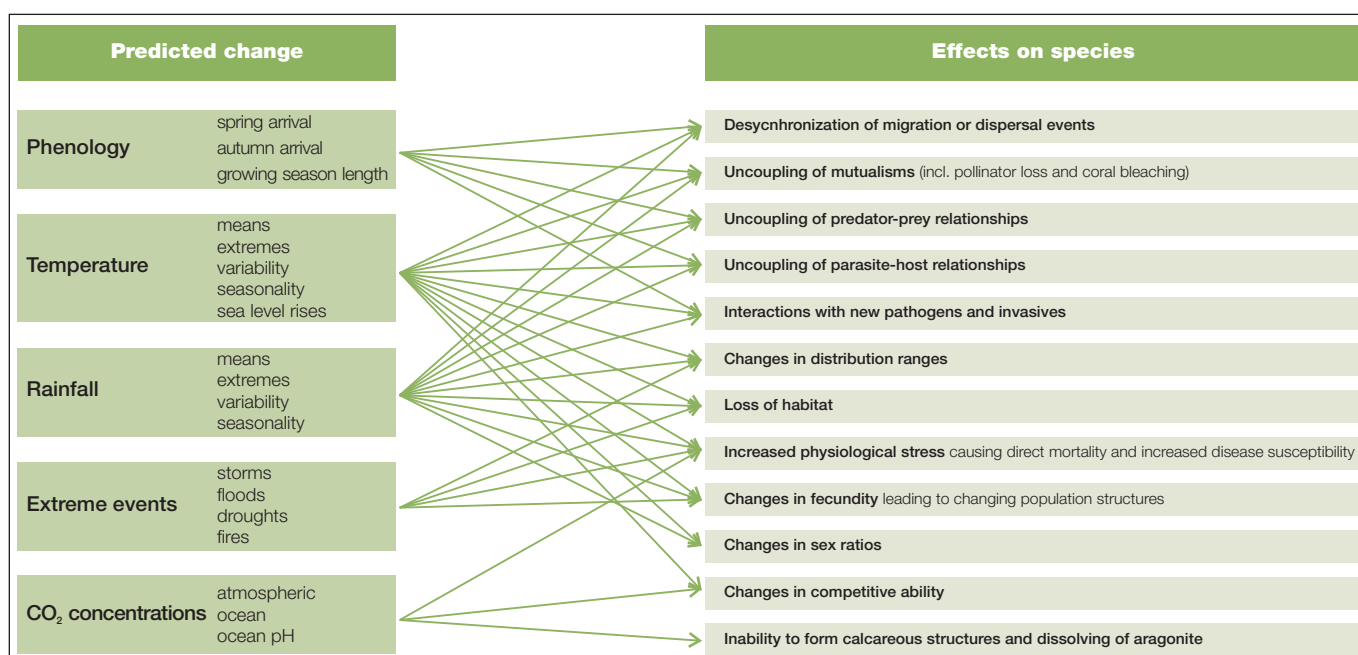 Predicted change
Effects on species
Phenology
spring arrival
autumn arrival
growing season length
Temperature
means
extremes
variability
seasonality
sea level rises
Rainfall
means
extremes
variability
seasonality
Extreme events
storms
floods
droughts
fires
CO₂ concentrations
atmospheric
ocean
ocean pH
Desycnhronization of migration or dispersal events
Uncoupling of mutualisms (incl. pollinator loss and coral bleaching)
Uncoupling of predator-prey relationships
Uncoupling of parasite-host relationships
Interactions with new pathogens and invasives
Changes in distribution ranges
Loss of habitat
Increased physiological stress causing direct mortality and increased disease susceptibility
Changes in fecundity leading to changing population structures
Changes in sex ratios
Changes in competitive ability
Inability to form calcareous structures and dissolving of aragonite